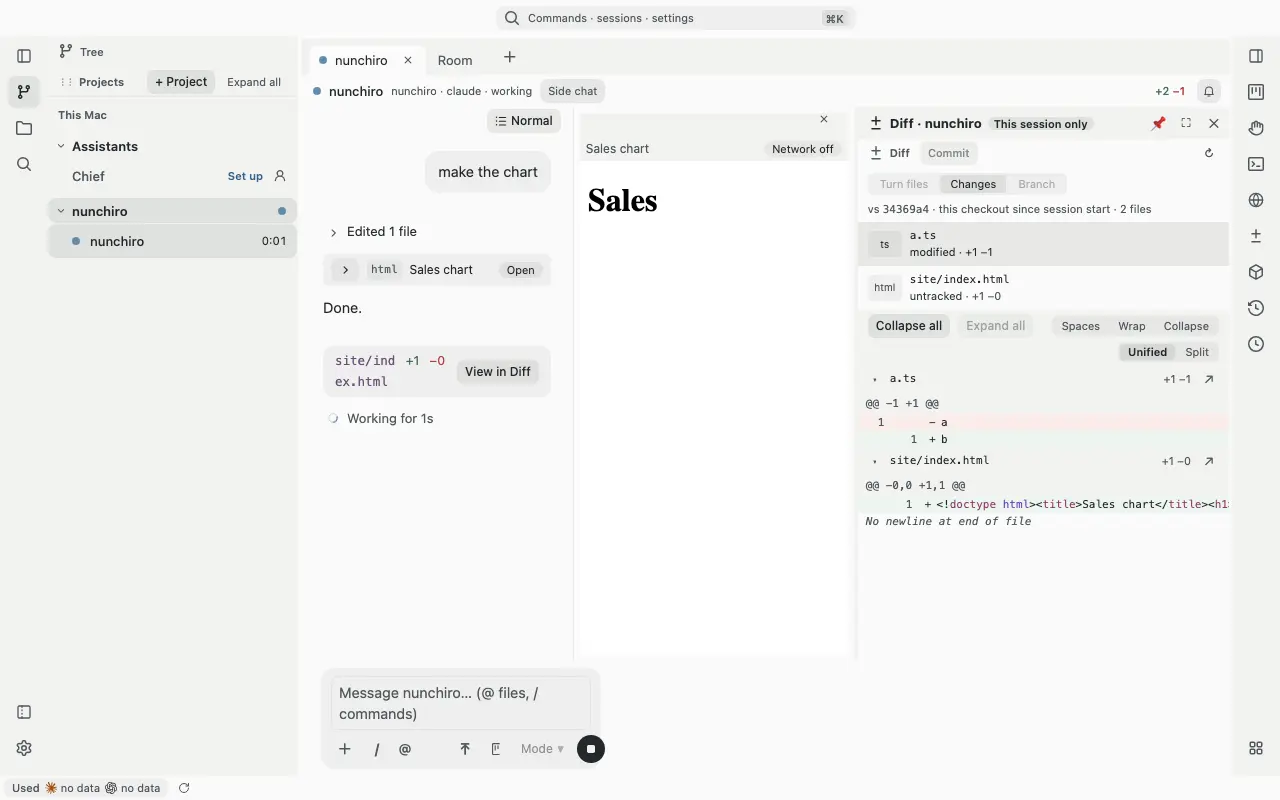 Commands · sessions · settings ⌘K
Tree
Projects + Project Expand all
This Mac
Assistants
Chief Set up
nunchiro
nunchiro 0:01
Used no data no data
nunchiro × Room +
nunchiro nunchiro · claude · working Side chat +2 −1
Normal
make the chart
Edited 1 file
html Sales chart Open
Done.
site/ind
ex.html
+1 −0 View in Diff
Working for 1s
Message nunchiro... (@ files, /
commands)
+ / @ Mode
Sales chart Network off
Sales
Diff · nunchiro This session only
Diff Commit
Turn files Changes Branch
vs 34369a4 · this checkout since session start · 2 files
ts a.ts
modified · +1 −1
html site/index.html
untracked · +1 −0
Collapse all Expand all Spaces Wrap Collapse
Unified Split
a.ts +1 −1
@@ −1 +1 @@
1 − a
1 + b
site/index.html +1 −0
@@ −0,0 +1,1 @@
1 + <!doctype html><title>Sales chart</title><h1>
No newline at end of file